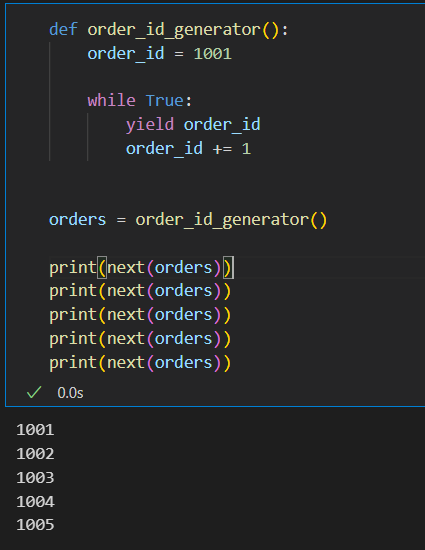 def order_id_generator():
    order_id = 1001
    while True:
        yield order_id
        order_id += 1
orders = order_id_generator()
print(next(orders))
print(next(orders))
print(next(orders))
print(next(orders))
print(next(orders))
✓ 0.0s
1001
1002
1003
1004
1005